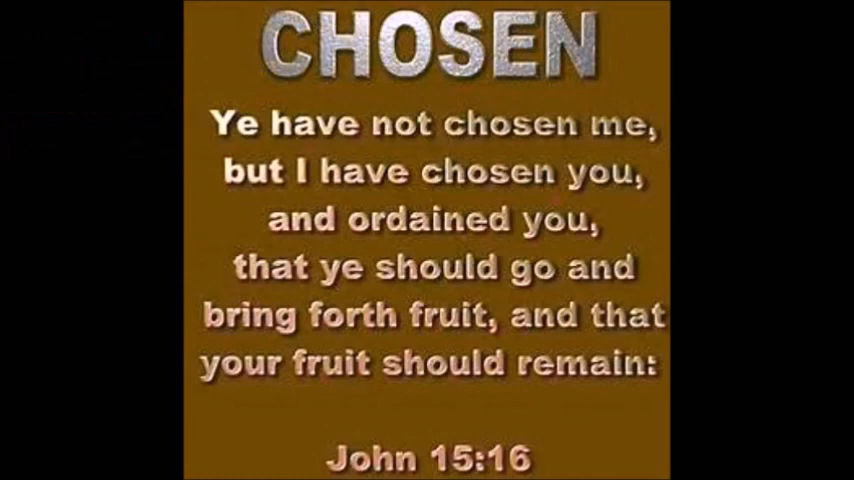 CHOSEN
Ye have not chosen me,
but I have chosen you,
and ordained you,
that ye should go and
bring forth fruit, and that
your fruit should remain:
John 15:16